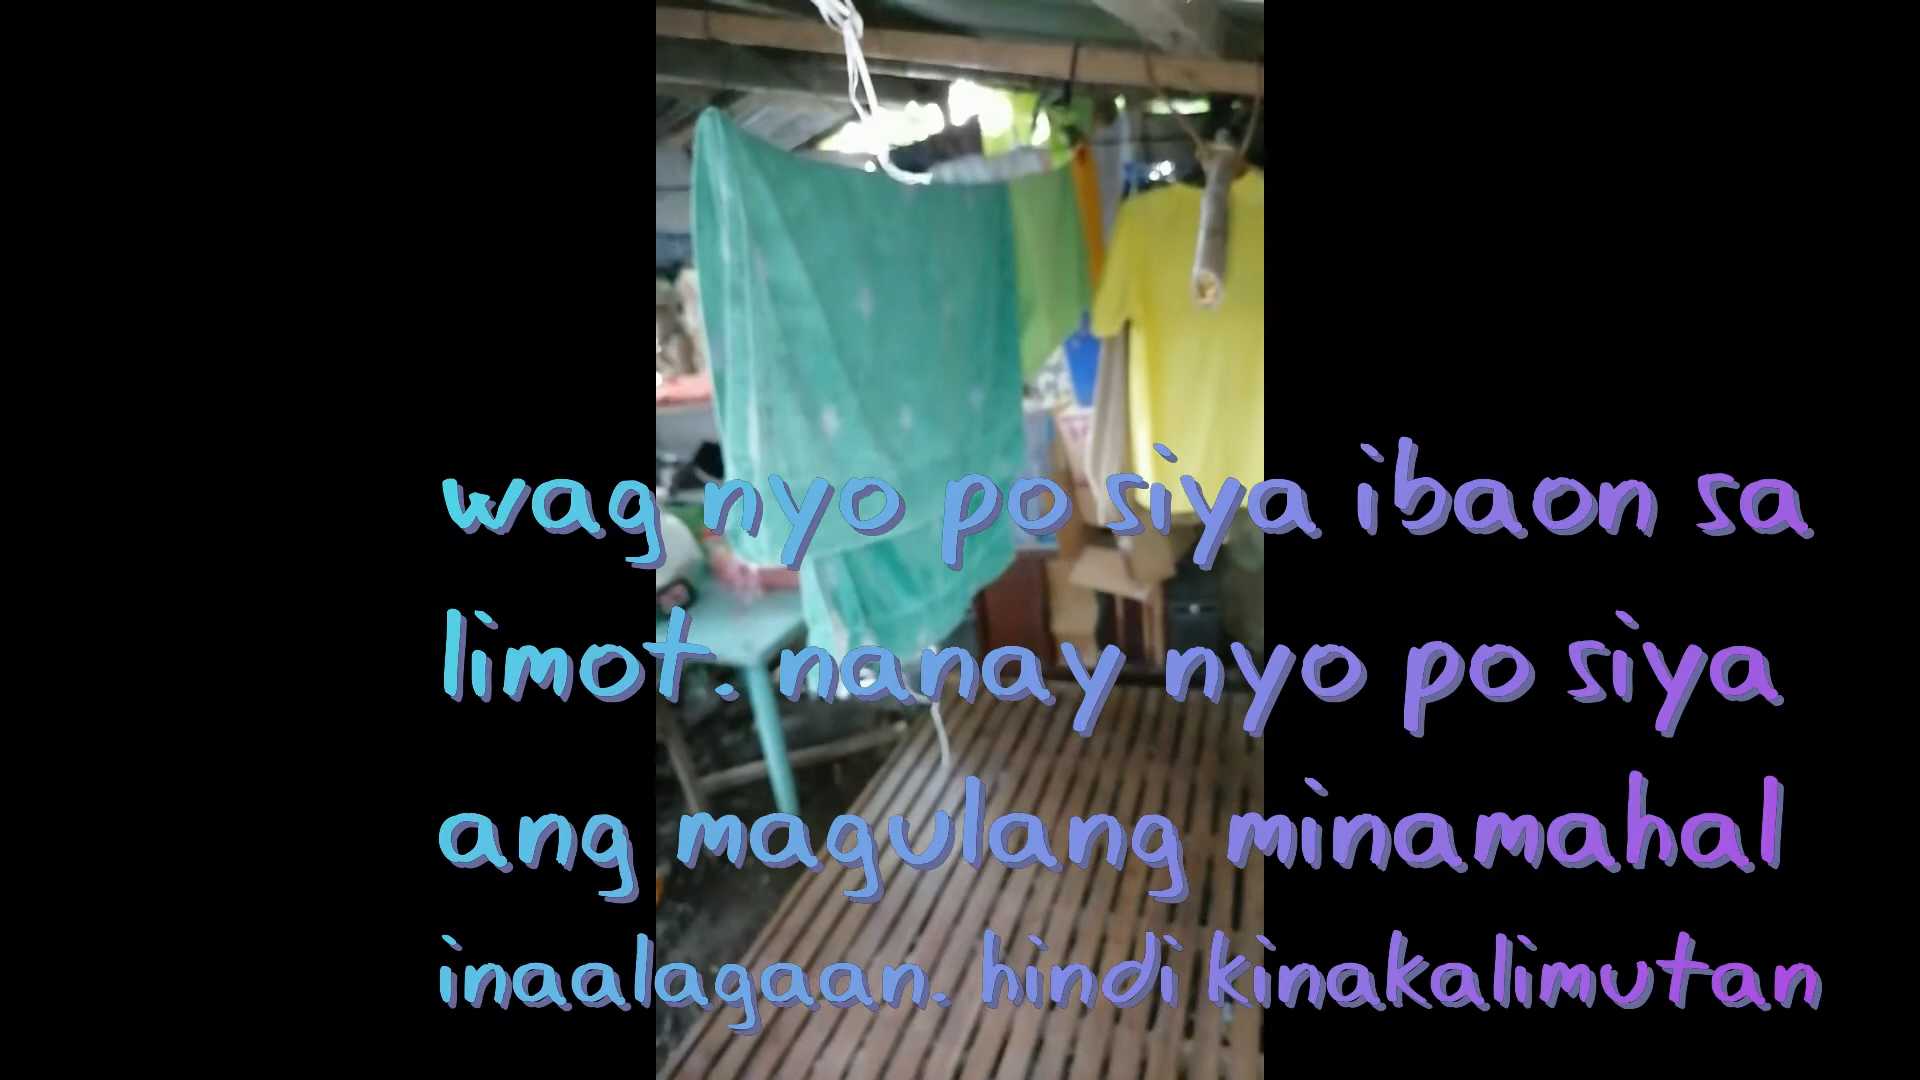 wag nyo po siya ibaon sa
limot. nanay nyo po siya
ang magulang minamahal
inaalagaan. hindi kinakalimutan